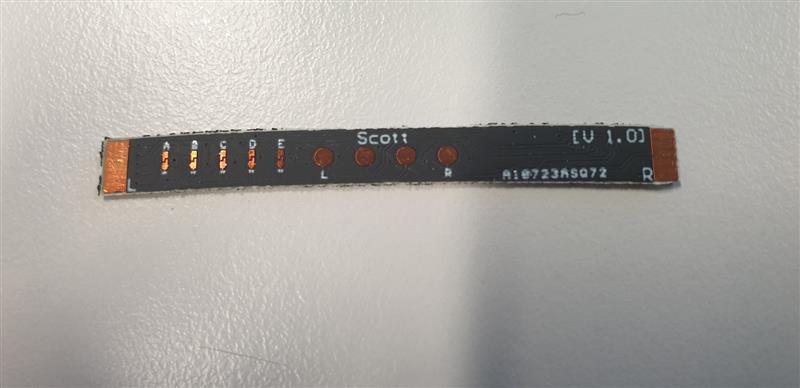 A B C D E Scott [V 1.0]
L L R A10723ASQ72 R